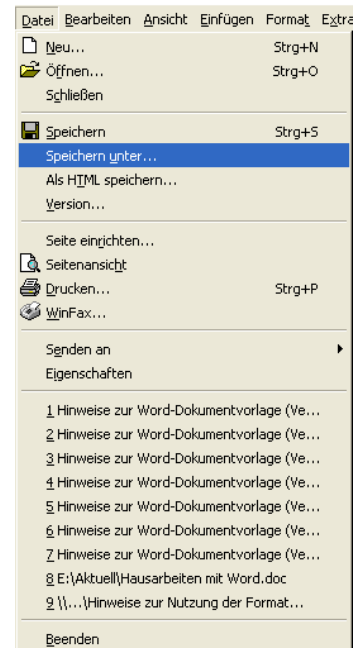 Datei Bearbeiten Ansicht Einfügen Format Extra
Neu... Strg+N
Öffnen... Strg+O
Schließen
Speichern Strg+S
Speichern unter...
Als HTML speichern...
Version...
Seite einrichten...
Seitenansicht
Drucken... Strg+P
WinFax...
Senden an
Eigenschaften
1 Hinweise zur Word-Dokumentvorlage (Ve...
2 Hinweise zur Word-Dokumentvorlage (Ve...
3 Hinweise zur Word-Dokumentvorlage (Ve...
4 Hinweise zur Word-Dokumentvorlage (Ve...
5 Hinweise zur Word-Dokumentvorlage (Ve...
6 Hinweise zur Word-Dokumentvorlage (Ve...
7 Hinweise zur Word-Dokumentvorlage (Ve...
8 E:\Aktuell\Hausarbeiten mit Word.doc
9 \\...\Hinweise zur Nutzung der Format...
Beenden